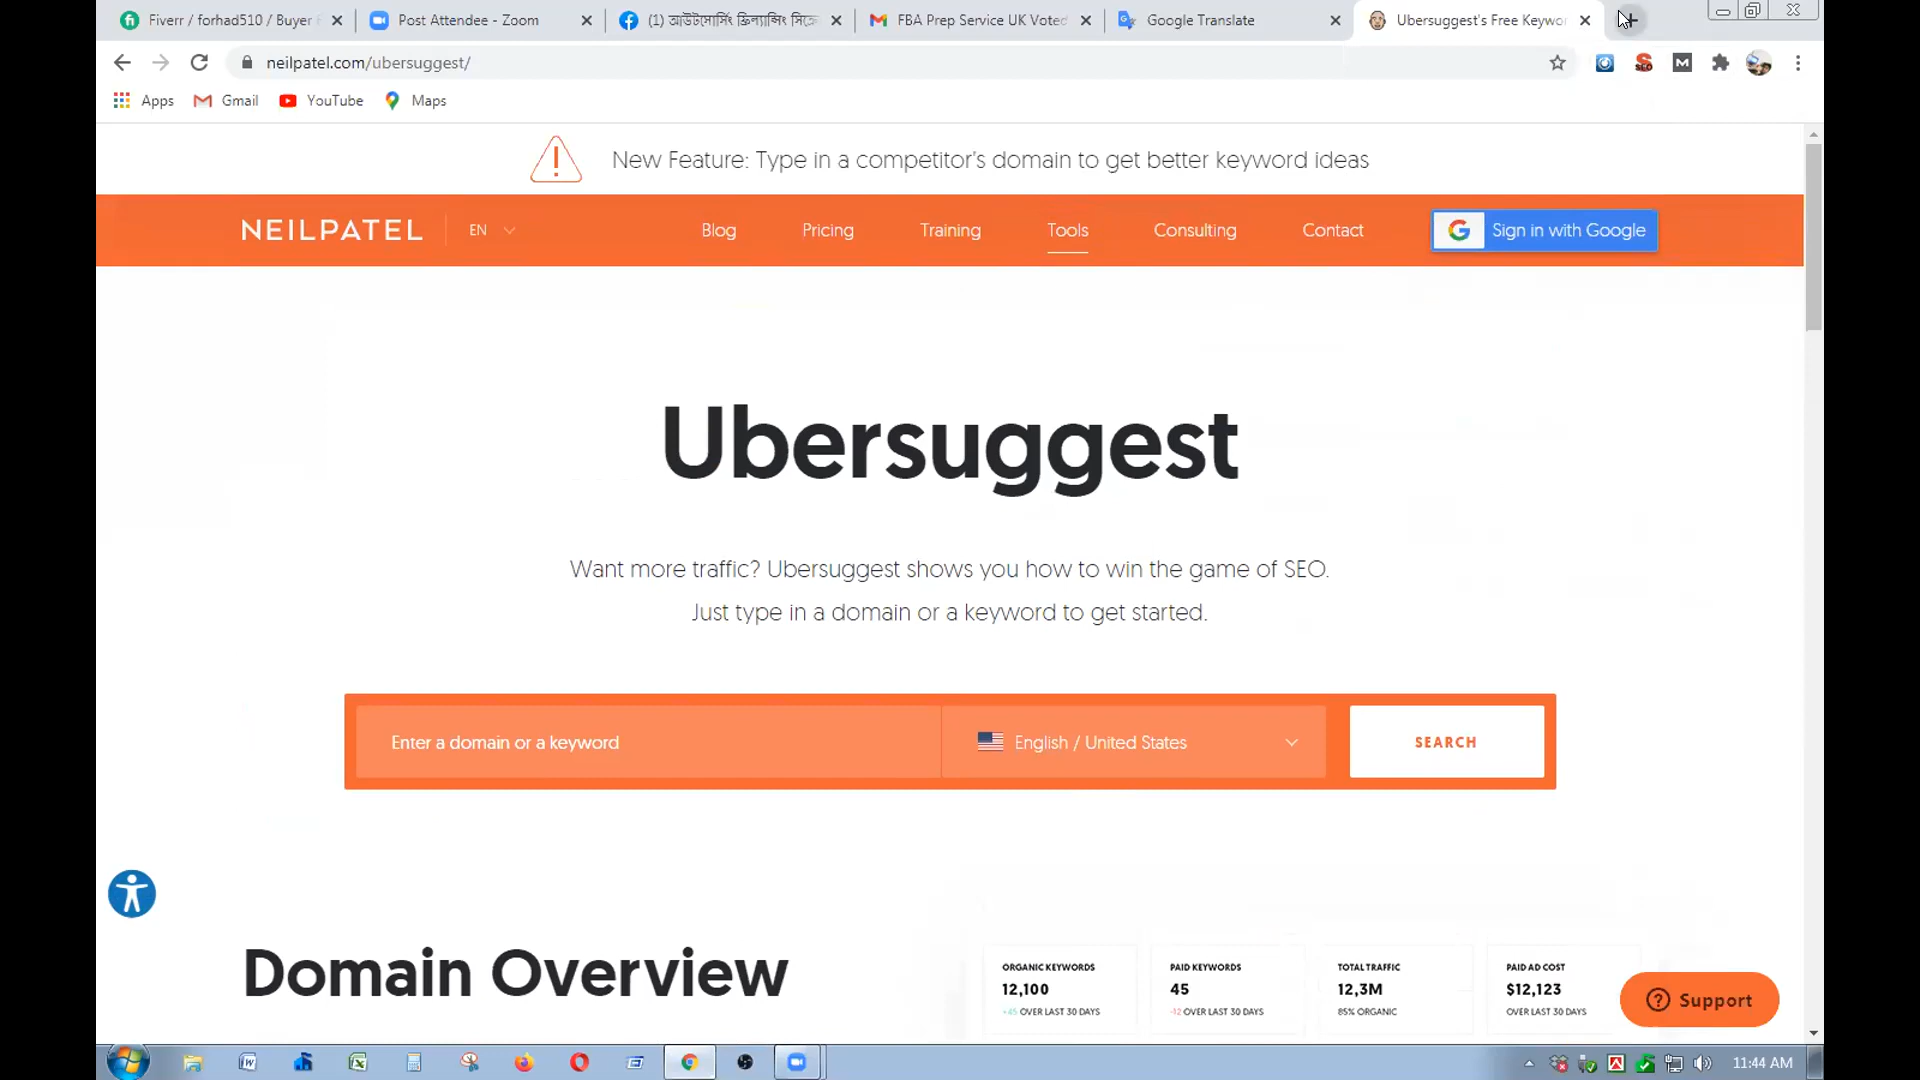 Fiverr / forhad510 / Buyer
Post Attendee - Zoom
(1) আউটসোর্সিং ফ্রিল্যান্সিং
FBA Prep Service UK Voted
Google Translate
Ubersuggest's Free Keywo
neilpatel.com/ubersuggest/
SEO
M
Apps
Gmail
YouTube
Maps
New Feature: Type in a competitor's domain to get better keyword ideas
NEILPATEL
EN
Blog
Pricing
Training
Tools
Consulting
Contact
Sign in with Google
Ubersuggest
Want more traffic? Ubersuggest shows you how to win the game of SEO.
Just type in a domain or a keyword to get started.
Enter a domain or a keyword
English / United States
SEARCH
Domain Overview
ORGANIC KEYWORDS
12,100
+45 OVER LAST 30 DAYS
PAID KEYWORDS
45
-12 OVER LAST 30 DAYS
TOTAL TRAFFIC
12,3M
85% ORGANIC
PAID AD COST
$12,123
OVER LAST 30 DAYS
Support
11:44 AM